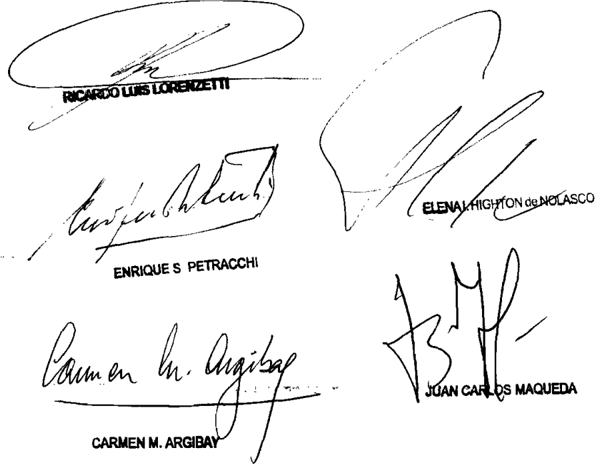 RICARDO LUIS LORENZETTI
ELENA I. HIGHTON de NOLASCO
ENRIQUE S PETRACCHI
JUAN CARLOS MAQUEDA
Carmen M. Argibay
CARMEN M. ARGIBAY